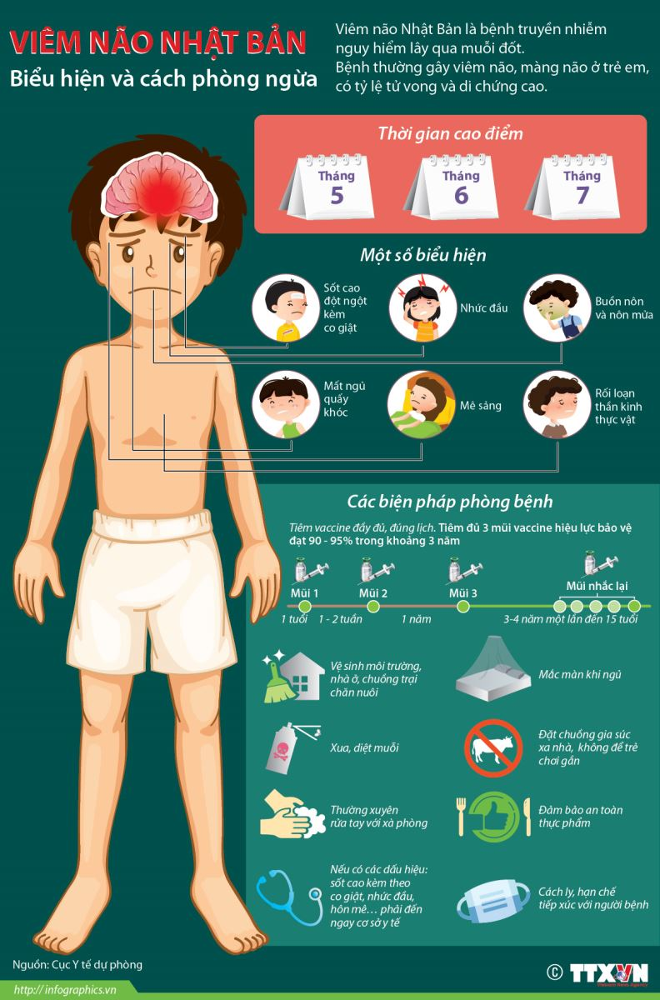 VIÊM NÃO NHẬT BẢN
Biểu hiện và cách phòng ngừa
Viêm não Nhật Bản là bệnh truyền nhiễm
nguy hiểm lây qua muỗi đốt.
Bệnh thường gây viêm não, màng não ở trẻ em,
có tỷ lệ tử vong và di chứng cao.
Thời gian cao điểm
Tháng
5
Tháng
6
Tháng
7
Một số biểu hiện
Sốt cao
đột ngột
kèm
co giật
Nhức đầu
Buồn nôn
và nôn mửa
Mất ngủ
quấy
khóc
Mê sảng
Rối loạn
thần kinh
thực vật
Các biện pháp phòng bệnh
Tiêm vaccine đầy đủ, đúng lịch. Tiêm đủ 3 mũi vaccine hiệu lực bảo vệ
đạt 90 - 95% trong khoảng 3 năm
Mũi 1
Mũi 2
Mũi 3
Mũi nhắc lại
1 tuổi
1 - 2 tuần
1 năm
3-4 năm một lần đến 15 tuổi
Vệ sinh môi trường,
nhà ở, chuồng trại
chăn nuôi
Mắc màn khi ngủ
Xua, diệt muỗi
Đặt chuồng gia súc
xa nhà, không để trẻ
chơi gần
Thường xuyên
rửa tay với xà phòng
Đảm bảo an toàn
thực phẩm
Nếu có các dấu hiệu:
sốt cao kèm theo
co giật, nhức đầu,
hôn mê... phải đến
ngay cơ sở y tế
Cách ly, hạn chế
tiếp xúc với người bệnh
Nguồn: Cục Y tế dự phòng
http://infographics.vn
© TTXVN
Vietnam News Agency